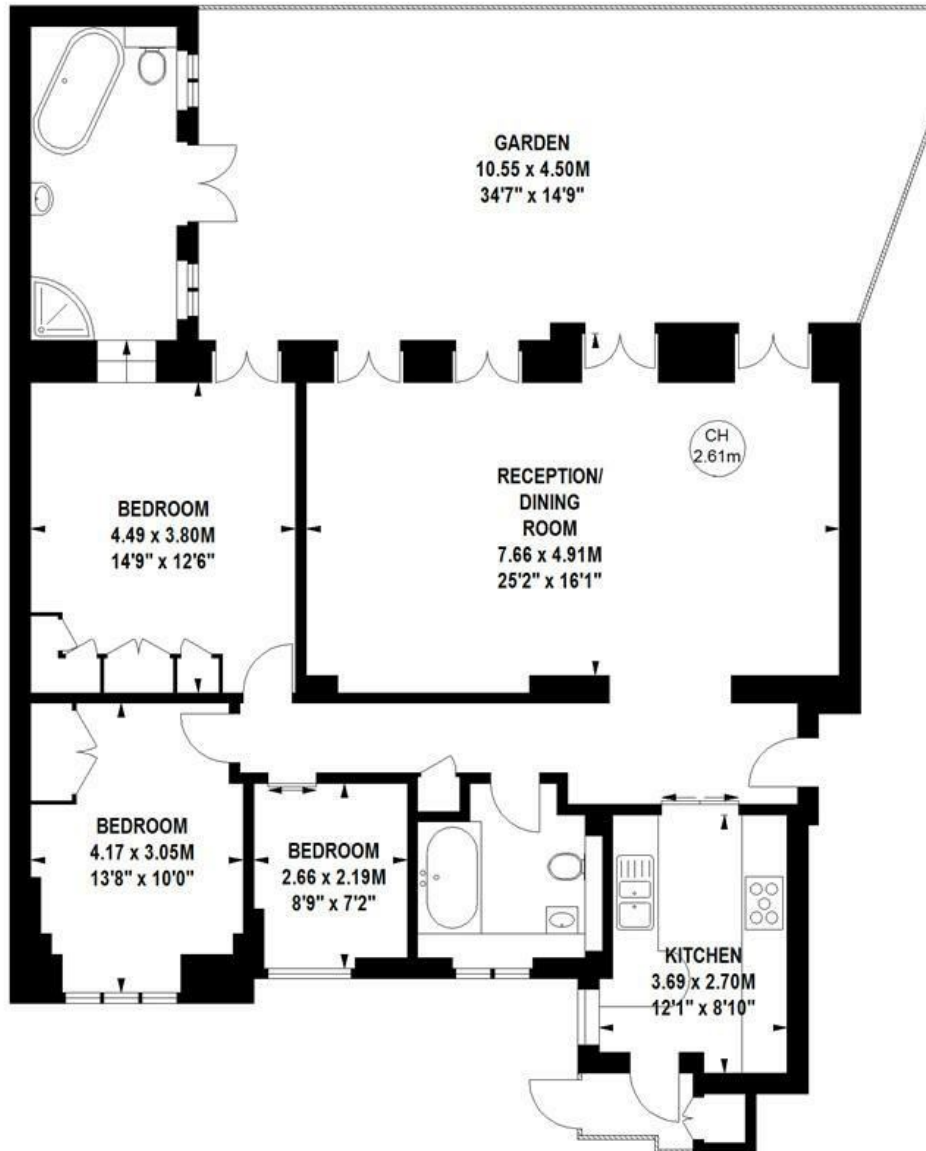 GARDEN
10.55 x 4.50M
34'7" x 14'9"
CH
2.61m
RECEPTION/
DINING
ROOM
7.66 x 4.91M
25'2" x 16'1"
BEDROOM
4.49 x 3.80M
14'9" x 12'6"
BEDROOM
4.17 x 3.05M
13'8" x 10'0"
BEDROOM
2.66 x 2.19M
8'9" x 7'2"
KITCHEN
3.69 x 2.70M
12'1" x 8'10"